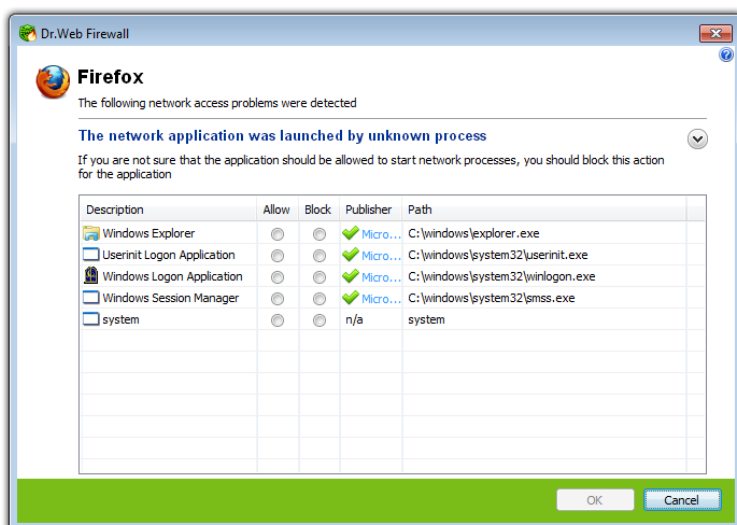 Dr.Web Firewall
Firefox
The following network access problems were detected
The network application was launched by unknown process
If you are not sure that the application should be allowed to start network processes, you should block this action
for the application
Description Allow Block Publisher Path
Windows Explorer Micro... C:\windows\explorer.exe
Userinit Logon Application Micro... C:\windows\system32\userinit.exe
Windows Logon Application Micro... C:\windows\system32\winlogon.exe
Windows Session Manager Micro... C:\windows\system32\smss.exe
system n/a system
OK Cancel